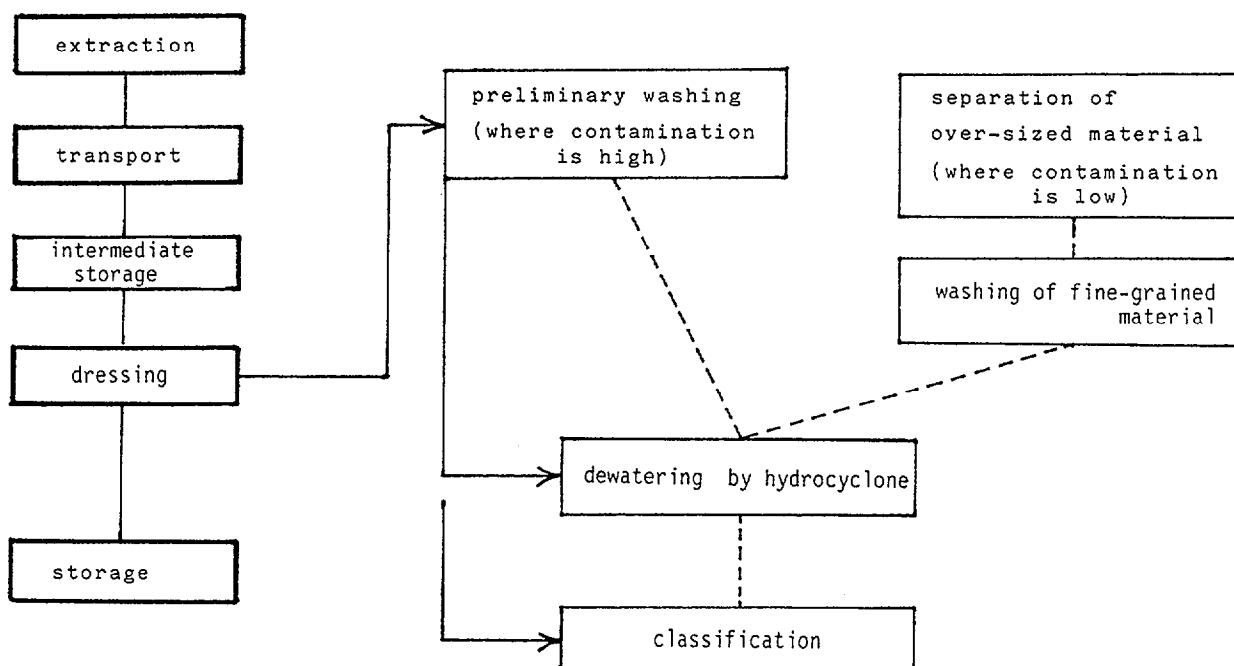 extraction
transport
intermediate
storage
dressing
storage
preliminary washing
(where contamination
is high)
separation of
over-sized material
(where contamination
is low)
washing of fine-grained
material
dewatering by hydrocyclone
classification